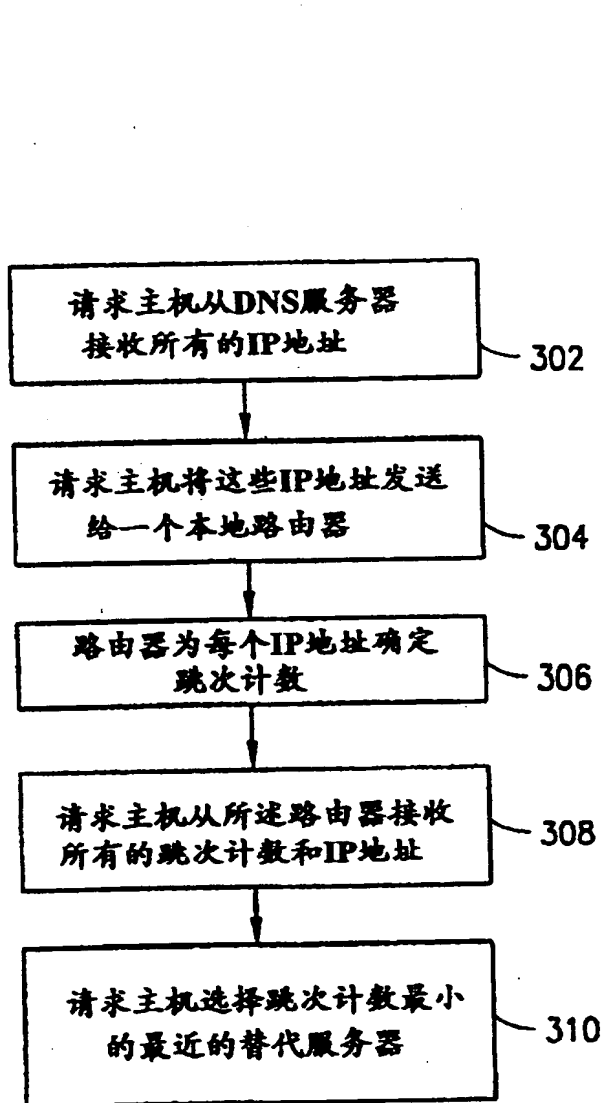 请求主机从DNS服务器
接收所有的IP地址
302
请求主机将这些IP地址发送
给一个本地路由器
304
路由器为每个IP地址确定
跳次计数
306
请求主机从所述路由器接收
所有的跳次计数和IP地址
308
请求主机选择跳次计数最小
的最近的替代服务器
310